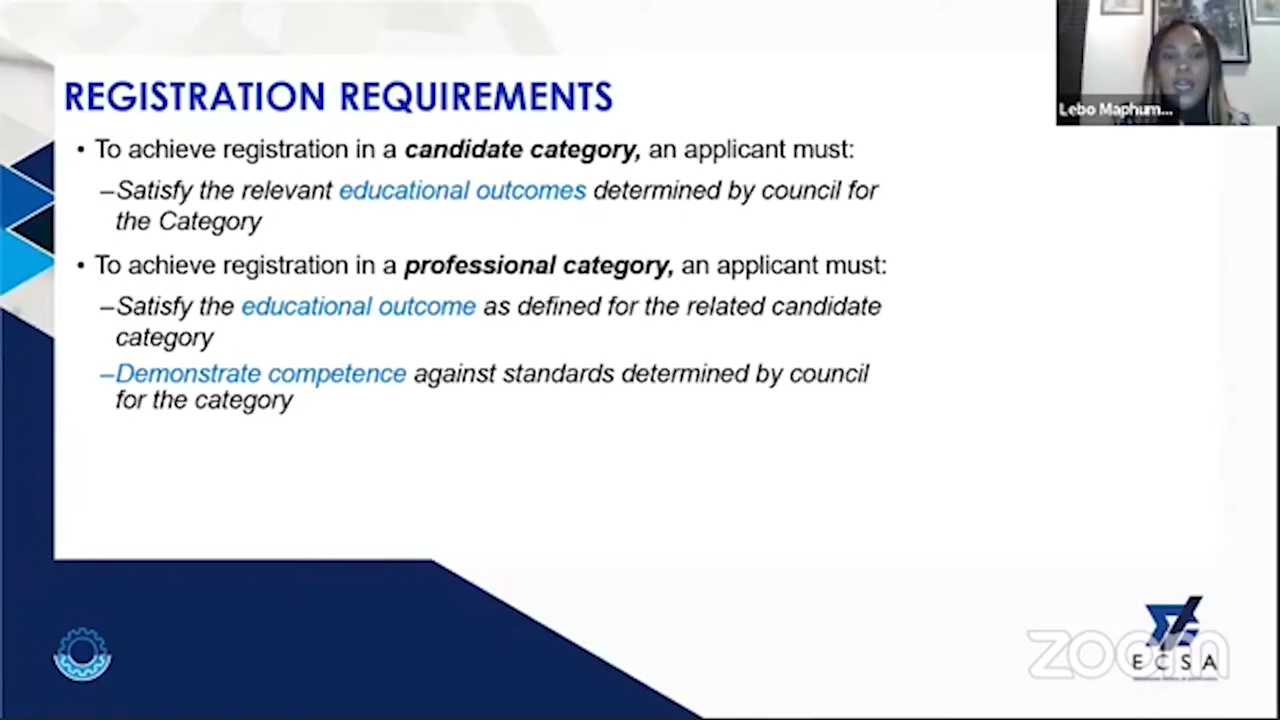 REGISTRATION REQUIREMENTS
Lebo Maphum...
• To achieve registration in a candidate category, an applicant must:
–Satisfy the relevant educational outcomes determined by council for
the Category
• To achieve registration in a professional category, an applicant must:
–Satisfy the educational outcome as defined for the related candidate
category
–Demonstrate competence against standards determined by council
for the category
zoom
ECSA